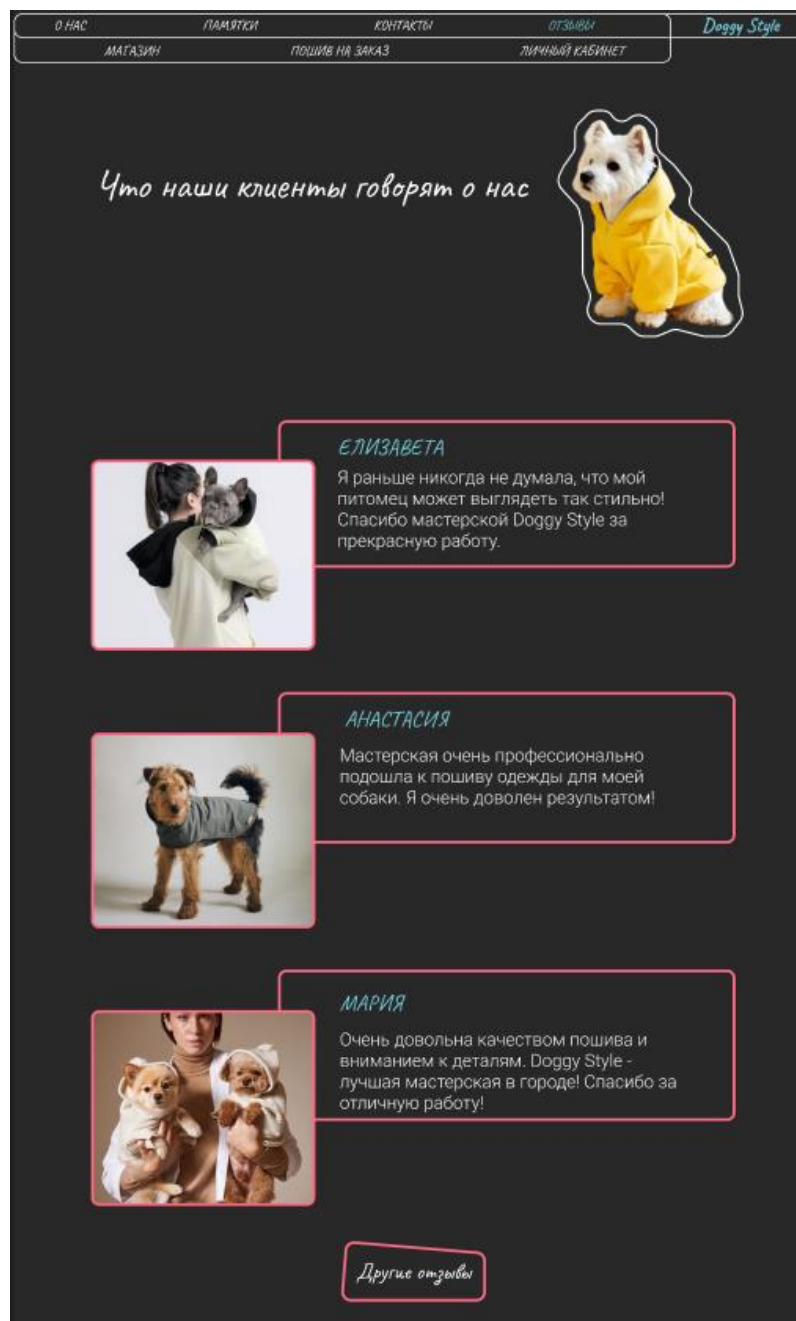 О НАС ПАМЯТКИ КОНТАКТЫ ОТЗЫВЫ Doggy Style
МАГАЗИН ПОШИВ НА ЗАКАЗ ЛИЧНЫЙ КАБИНЕТ
Что наши клиенты говорят о нас
ЕЛИЗАВЕТА
Я раньше никогда не думала, что мой
питомец может выглядеть так стильно!
Спасибо мастерской Doggy Style за
прекрасную работу.
АНАСТАСИЯ
Мастерская очень профессионально
подошла к пошиву одежды для моей
собаки. Я очень доволен результатом!
МАРИЯ
Очень довольна качеством пошива и
вниманием к деталям. Doggy Style -
лучшая мастерская в городе! Спасибо за
отличную работу!
Другие отзывы